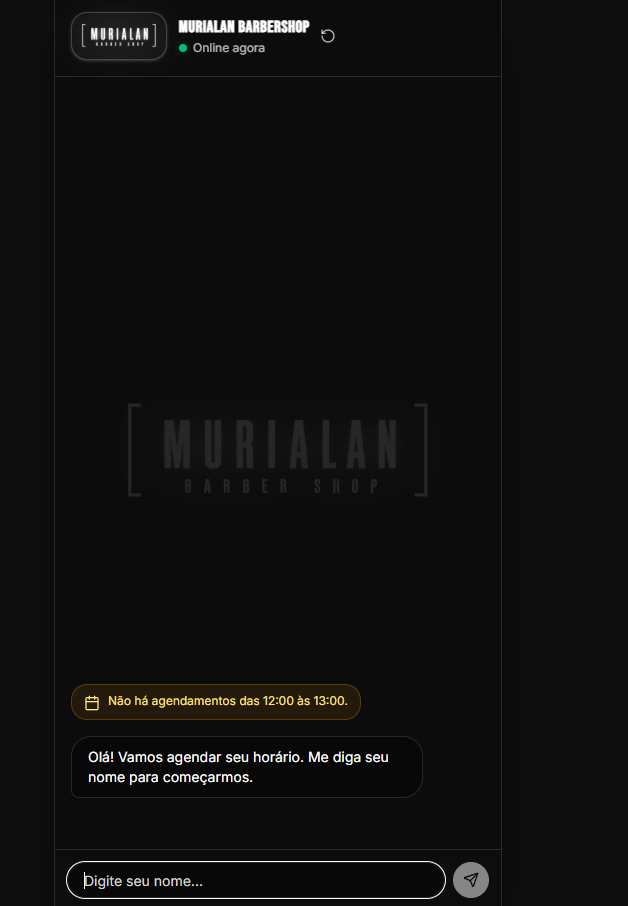 MURIALAN
BARBER SHOP
MURIALAN BARBERSHOP
Online agora
MURIALAN
BARBER SHOP
Não há agendamentos das 12:00 às 13:00.
Olá! Vamos agendar seu horário. Me diga seu
nome para começarmos.
Digite seu nome...